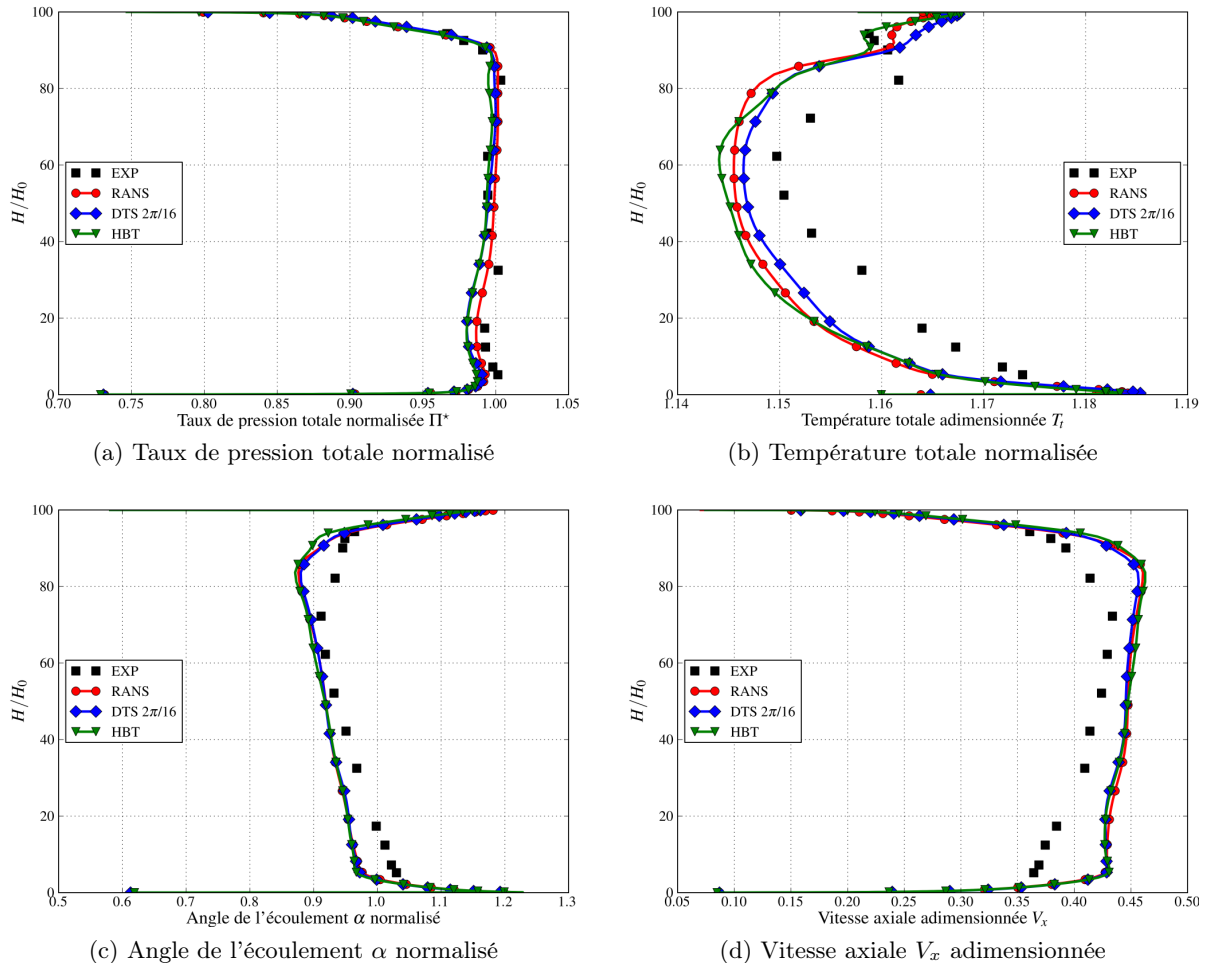 100
80
60
40
20
0
H/H₀
EXP
RANS
DTS 2π/16
HBT
0.70 0.75 0.80 0.85 0.90 0.95 1.00 1.05
Taux de pression totale normalisée Π*
(a) Taux de pression totale normalisé
100
80
60
40
20
0
H/H₀
EXP
RANS
DTS 2π/16
HBT
1.14 1.15 1.16 1.17 1.18 1.19
Température totale adimensionnée Tₜ
(b) Température totale normalisée
100
80
60
40
20
0
H/H₀
EXP
RANS
DTS 2π/16
HBT
0.5 0.6 0.7 0.8 0.9 1.0 1.1 1.2 1.3
Angle de l'écoulement α normalisé
(c) Angle de l'écoulement α normalisé
100
80
60
40
20
0
H/H₀
EXP
RANS
DTS 2π/16
HBT
0.05 0.10 0.15 0.20 0.25 0.30 0.35 0.40 0.45 0.50
Vitesse axiale adimensionnée Vₓ
(d) Vitesse axiale Vₓ adimensionnée